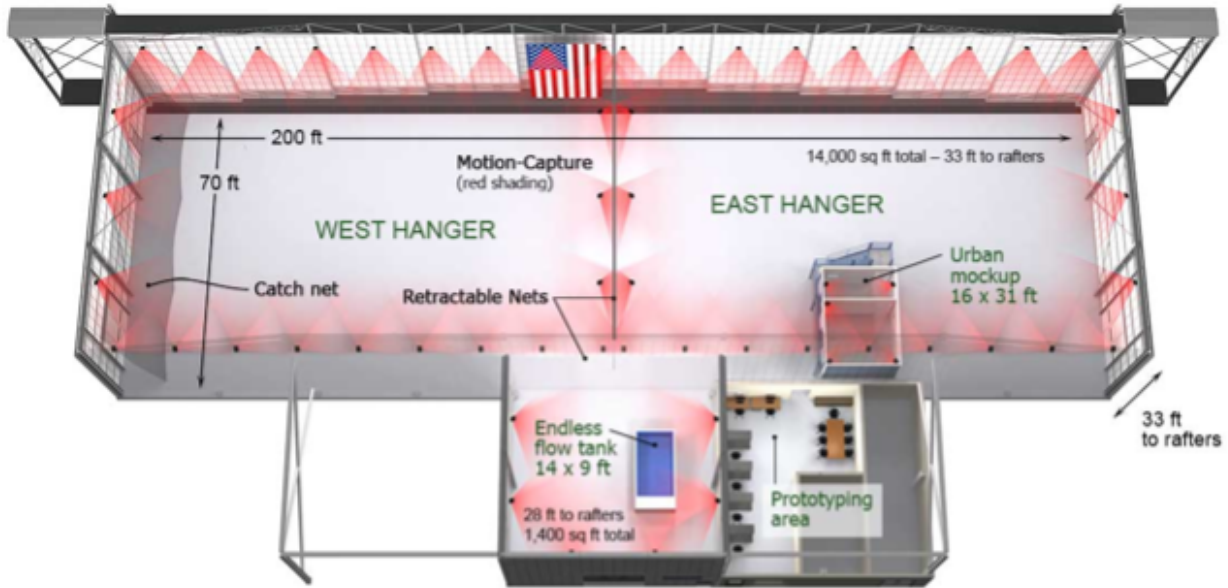 200 ft
14,000 sq ft total – 33 ft to rafters
70 ft
Motion-Capture
(red shading)
WEST HANGER
EAST HANGER
Urban
mockup
16 x 31 ft
Catch net
Retractable Nets
33 ft
to rafters
Endless
flow tank
14 x 9 ft
28 ft to rafters
1,400 sq ft total
Prototyping
area